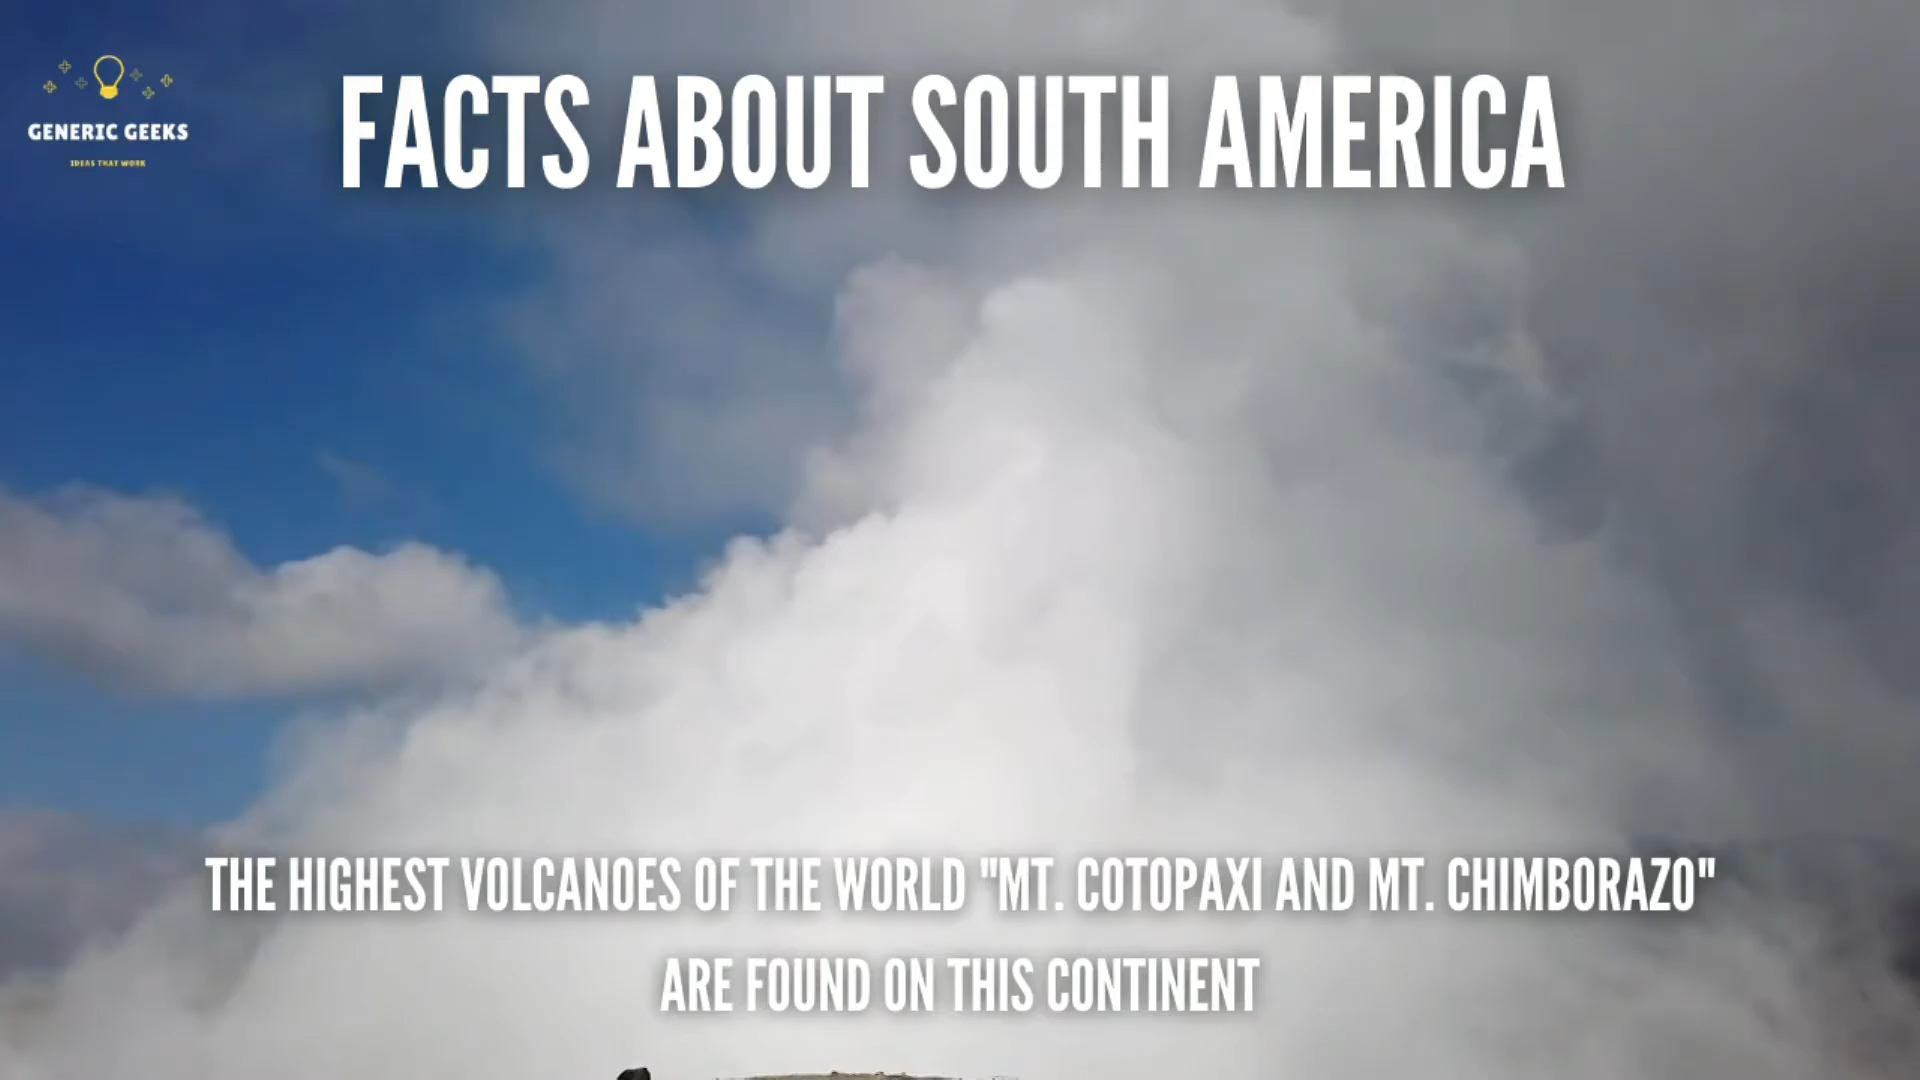 GENERIC GEEKS
IDEAS THAT WORK
FACTS ABOUT SOUTH AMERICA
THE HIGHEST VOLCANOES OF THE WORLD "MT. COTOPAXI AND MT. CHIMBORAZO"
ARE FOUND ON THIS CONTINENT